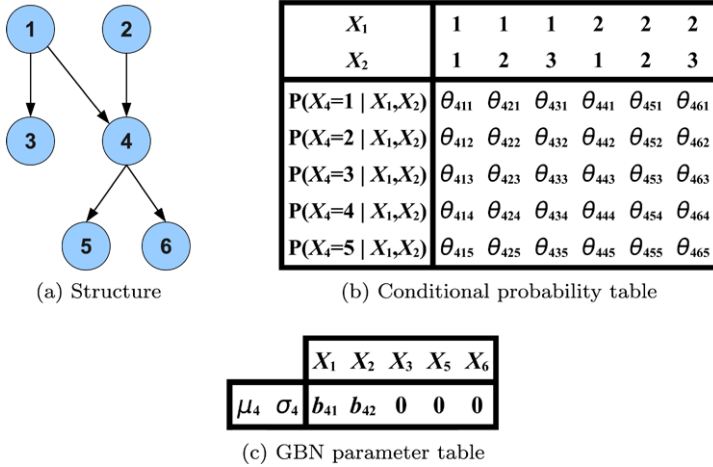 1 2
3 4
5 6
(a) Structure
X₁ 1 1 1 2 2 2
X₂ 1 2 3 1 2 3
P(X₄=1 | X₁,X₂) θ₄₁₁ θ₄₂₁ θ₄₃₁ θ₄₄₁ θ₄₅₁ θ₄₆₁
P(X₄=2 | X₁,X₂) θ₄₁₂ θ₄₂₂ θ₄₃₂ θ₄₄₂ θ₄₅₂ θ₄₆₂
P(X₄=3 | X₁,X₂) θ₄₁₃ θ₄₂₃ θ₄₃₃ θ₄₄₃ θ₄₅₃ θ₄₆₃
P(X₄=4 | X₁,X₂) θ₄₁₄ θ₄₂₄ θ₄₃₄ θ₄₄₄ θ₄₅₄ θ₄₆₄
P(X₄=5 | X₁,X₂) θ₄₁₅ θ₄₂₅ θ₄₃₅ θ₄₄₅ θ₄₅₅ θ₄₆₅
(b) Conditional probability table
X₁ X₂ X₃ X₅ X₆
μ₄ σ₄ b₄₁ b₄₂ 0 0 0
(c) GBN parameter table